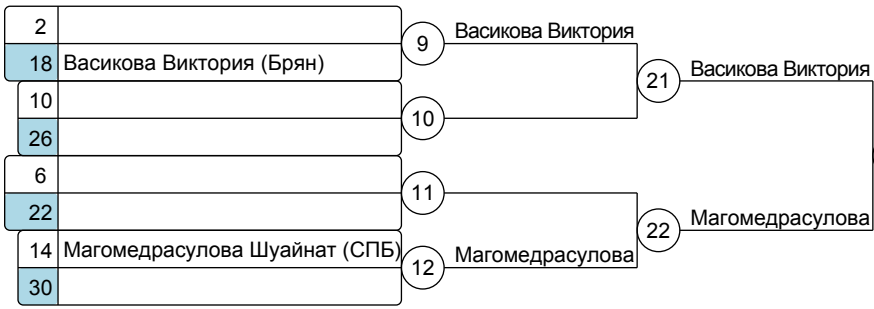 2
9
Васикова Виктория
18 Васикова Виктория (Брян)
21
Васикова Виктория
10
10
26
6
11
22
22
Магомедрасулова
14 Магомедрасулова Шуайнат (СПБ)
12
Магомедрасулова
30